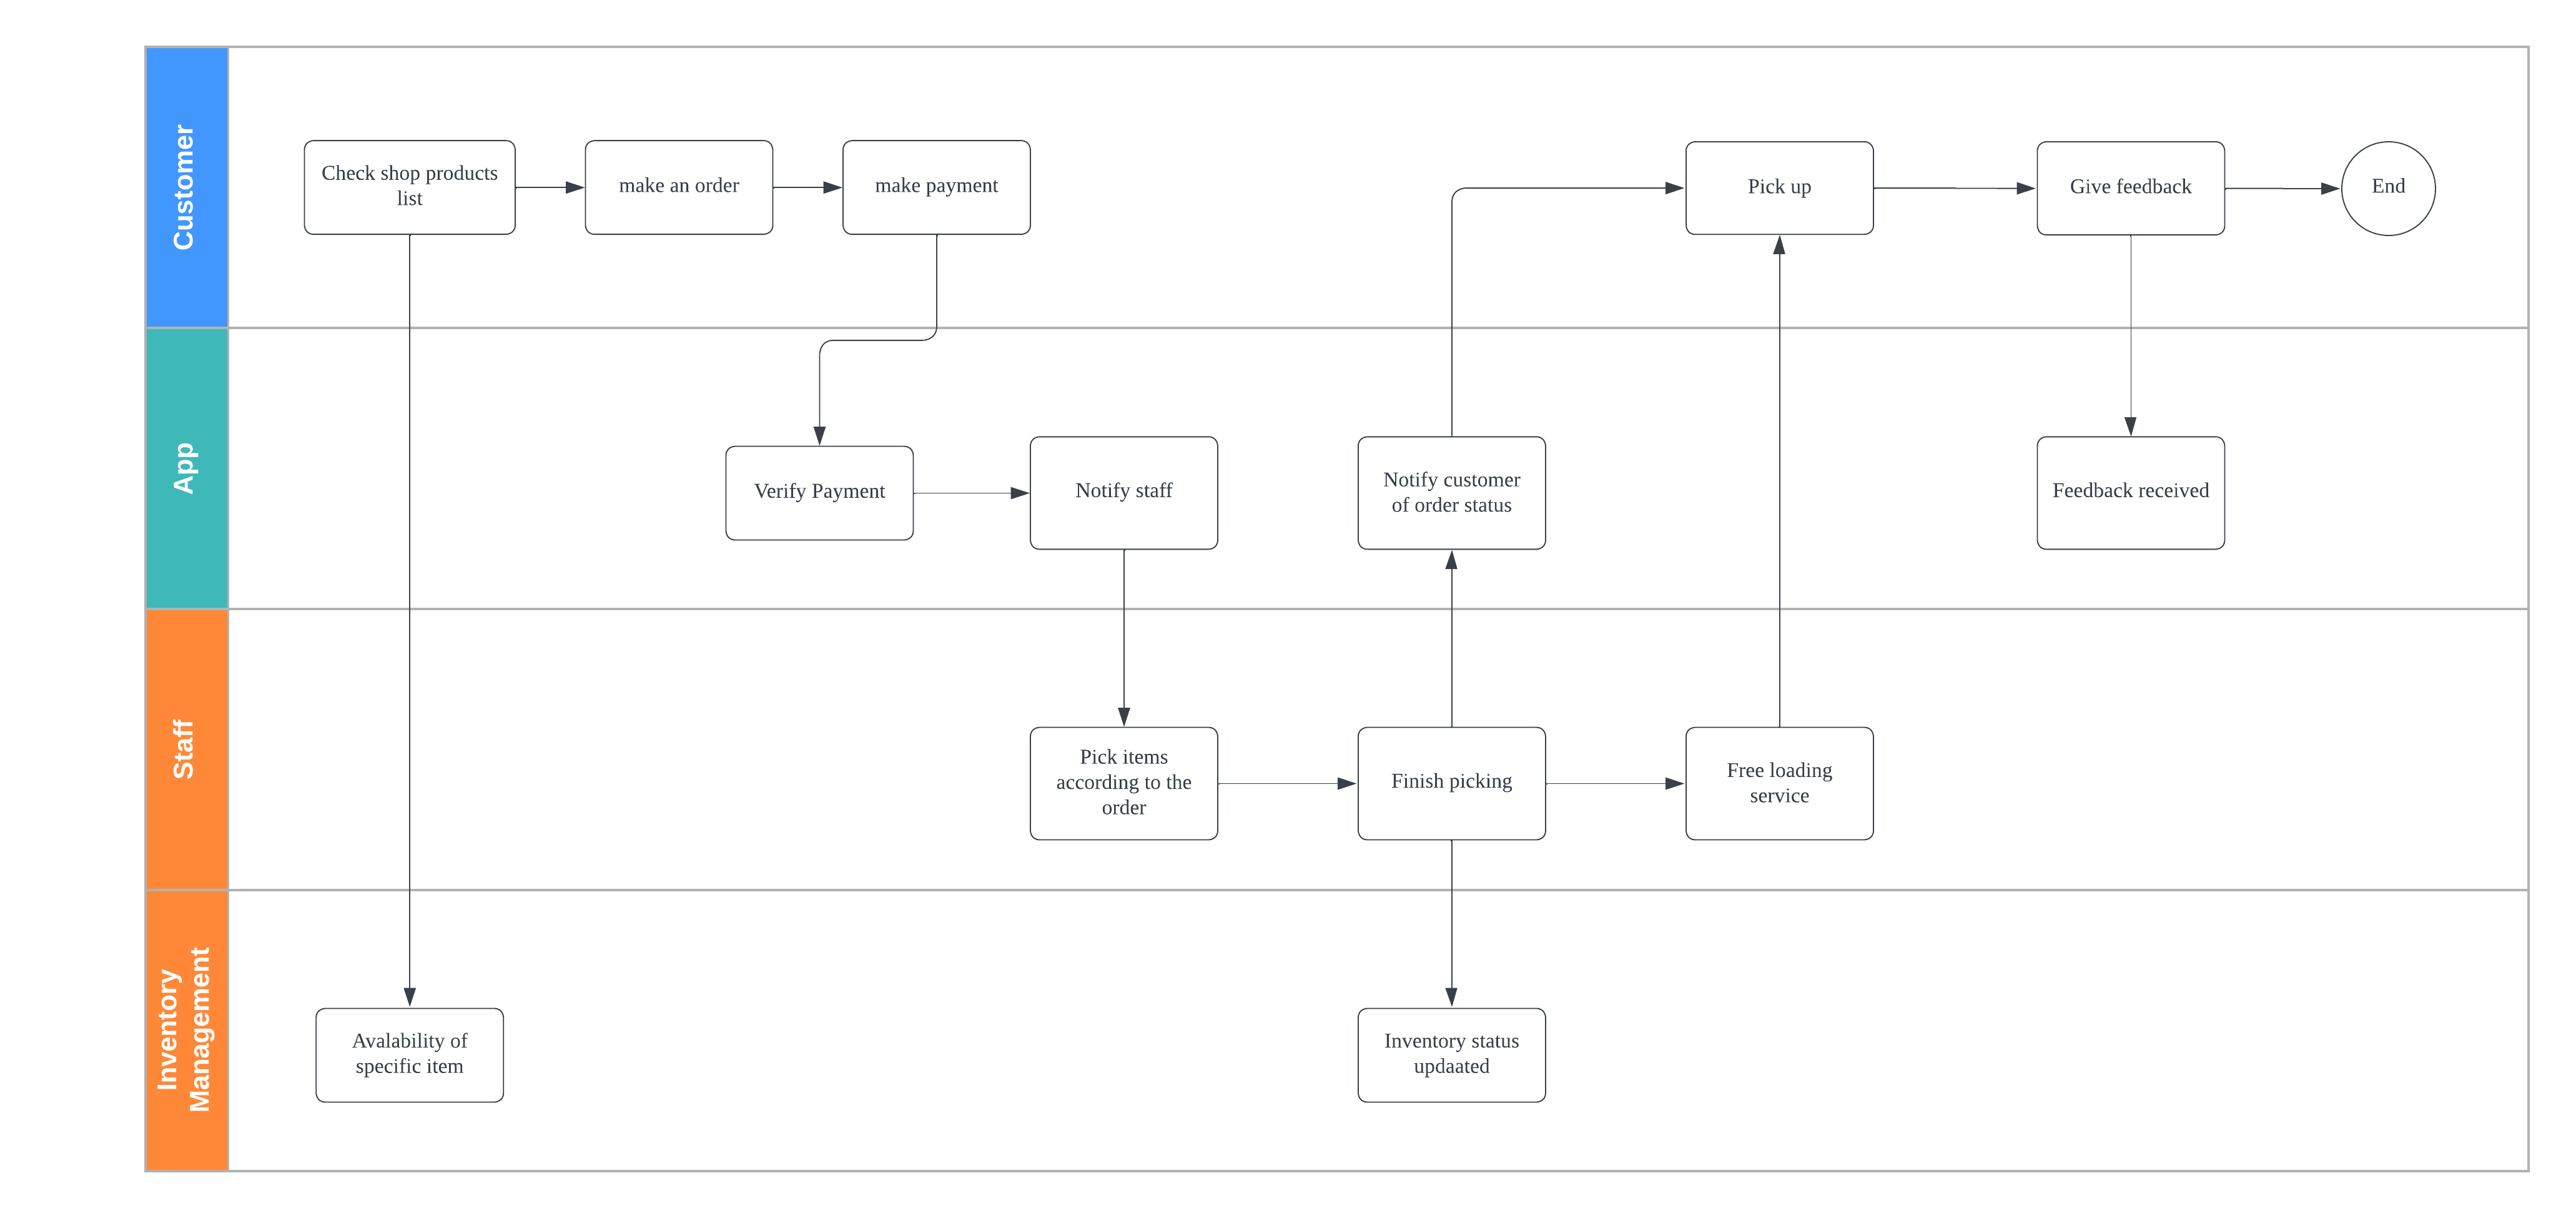 Customer
Check shop products
list
make an order
make payment
Pick up
Give feedback
End
App
Verify Payment
Notify staff
Notify customer
of order status
Feedback received
Staff
Pick items
according to the
order
Finish picking
Free loading
service
Inventory
Management
Avalability of
specific item
Inventory status
updaated